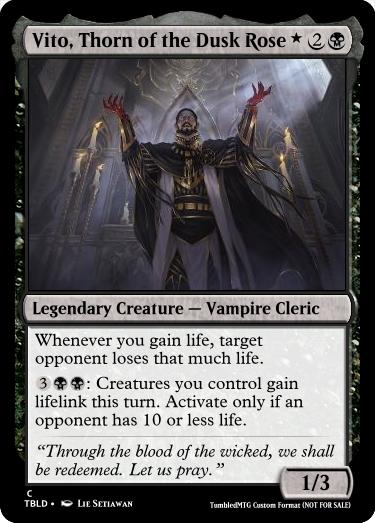 Vito, Thorn of the Dusk Rose ★ 2
Legendary Creature — Vampire Cleric
Whenever you gain life, target
opponent loses that much life.
3: Creatures you control gain
lifelink this turn. Activate only if an
opponent has 10 or less life.
“Through the blood of the wicked, we shall
be redeemed. Let us pray.”
1/3
C
TBLD • Lie Setiawan
TumbledMTG Custom Format (NOT FOR SALE)